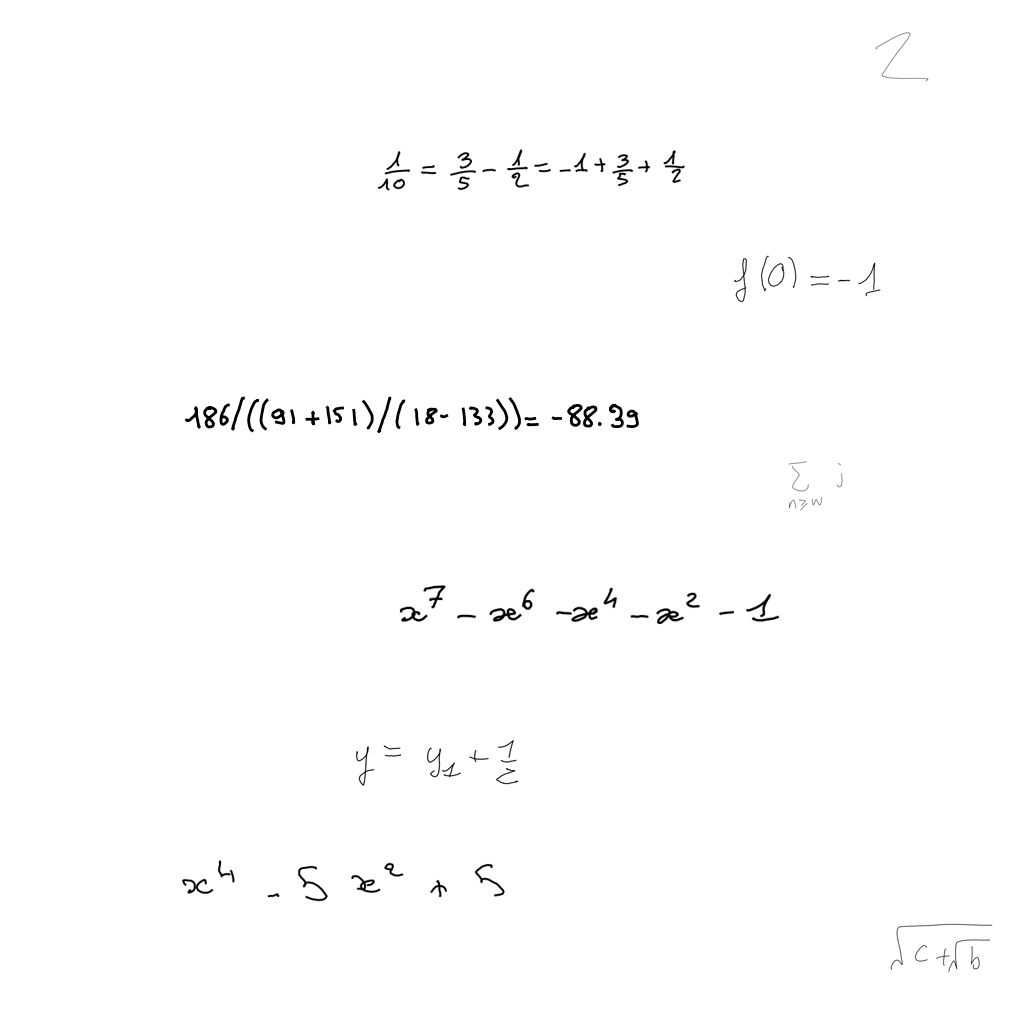 2
\frac{1}{10} = \frac{3}{5} - \frac{1}{2} = -1 + \frac{3}{5} + \frac{1}{2}
f(0) = -1
186/((91+151)/(18-133))=-88.39
\sum_{n \geqslant w} j
x^7 - x^6 - x^4 - x^2 - 1
y = y_1 + \frac{1}{z}
x^4 - 5x^2 + 5
\sqrt{c + \sqrt{b}}